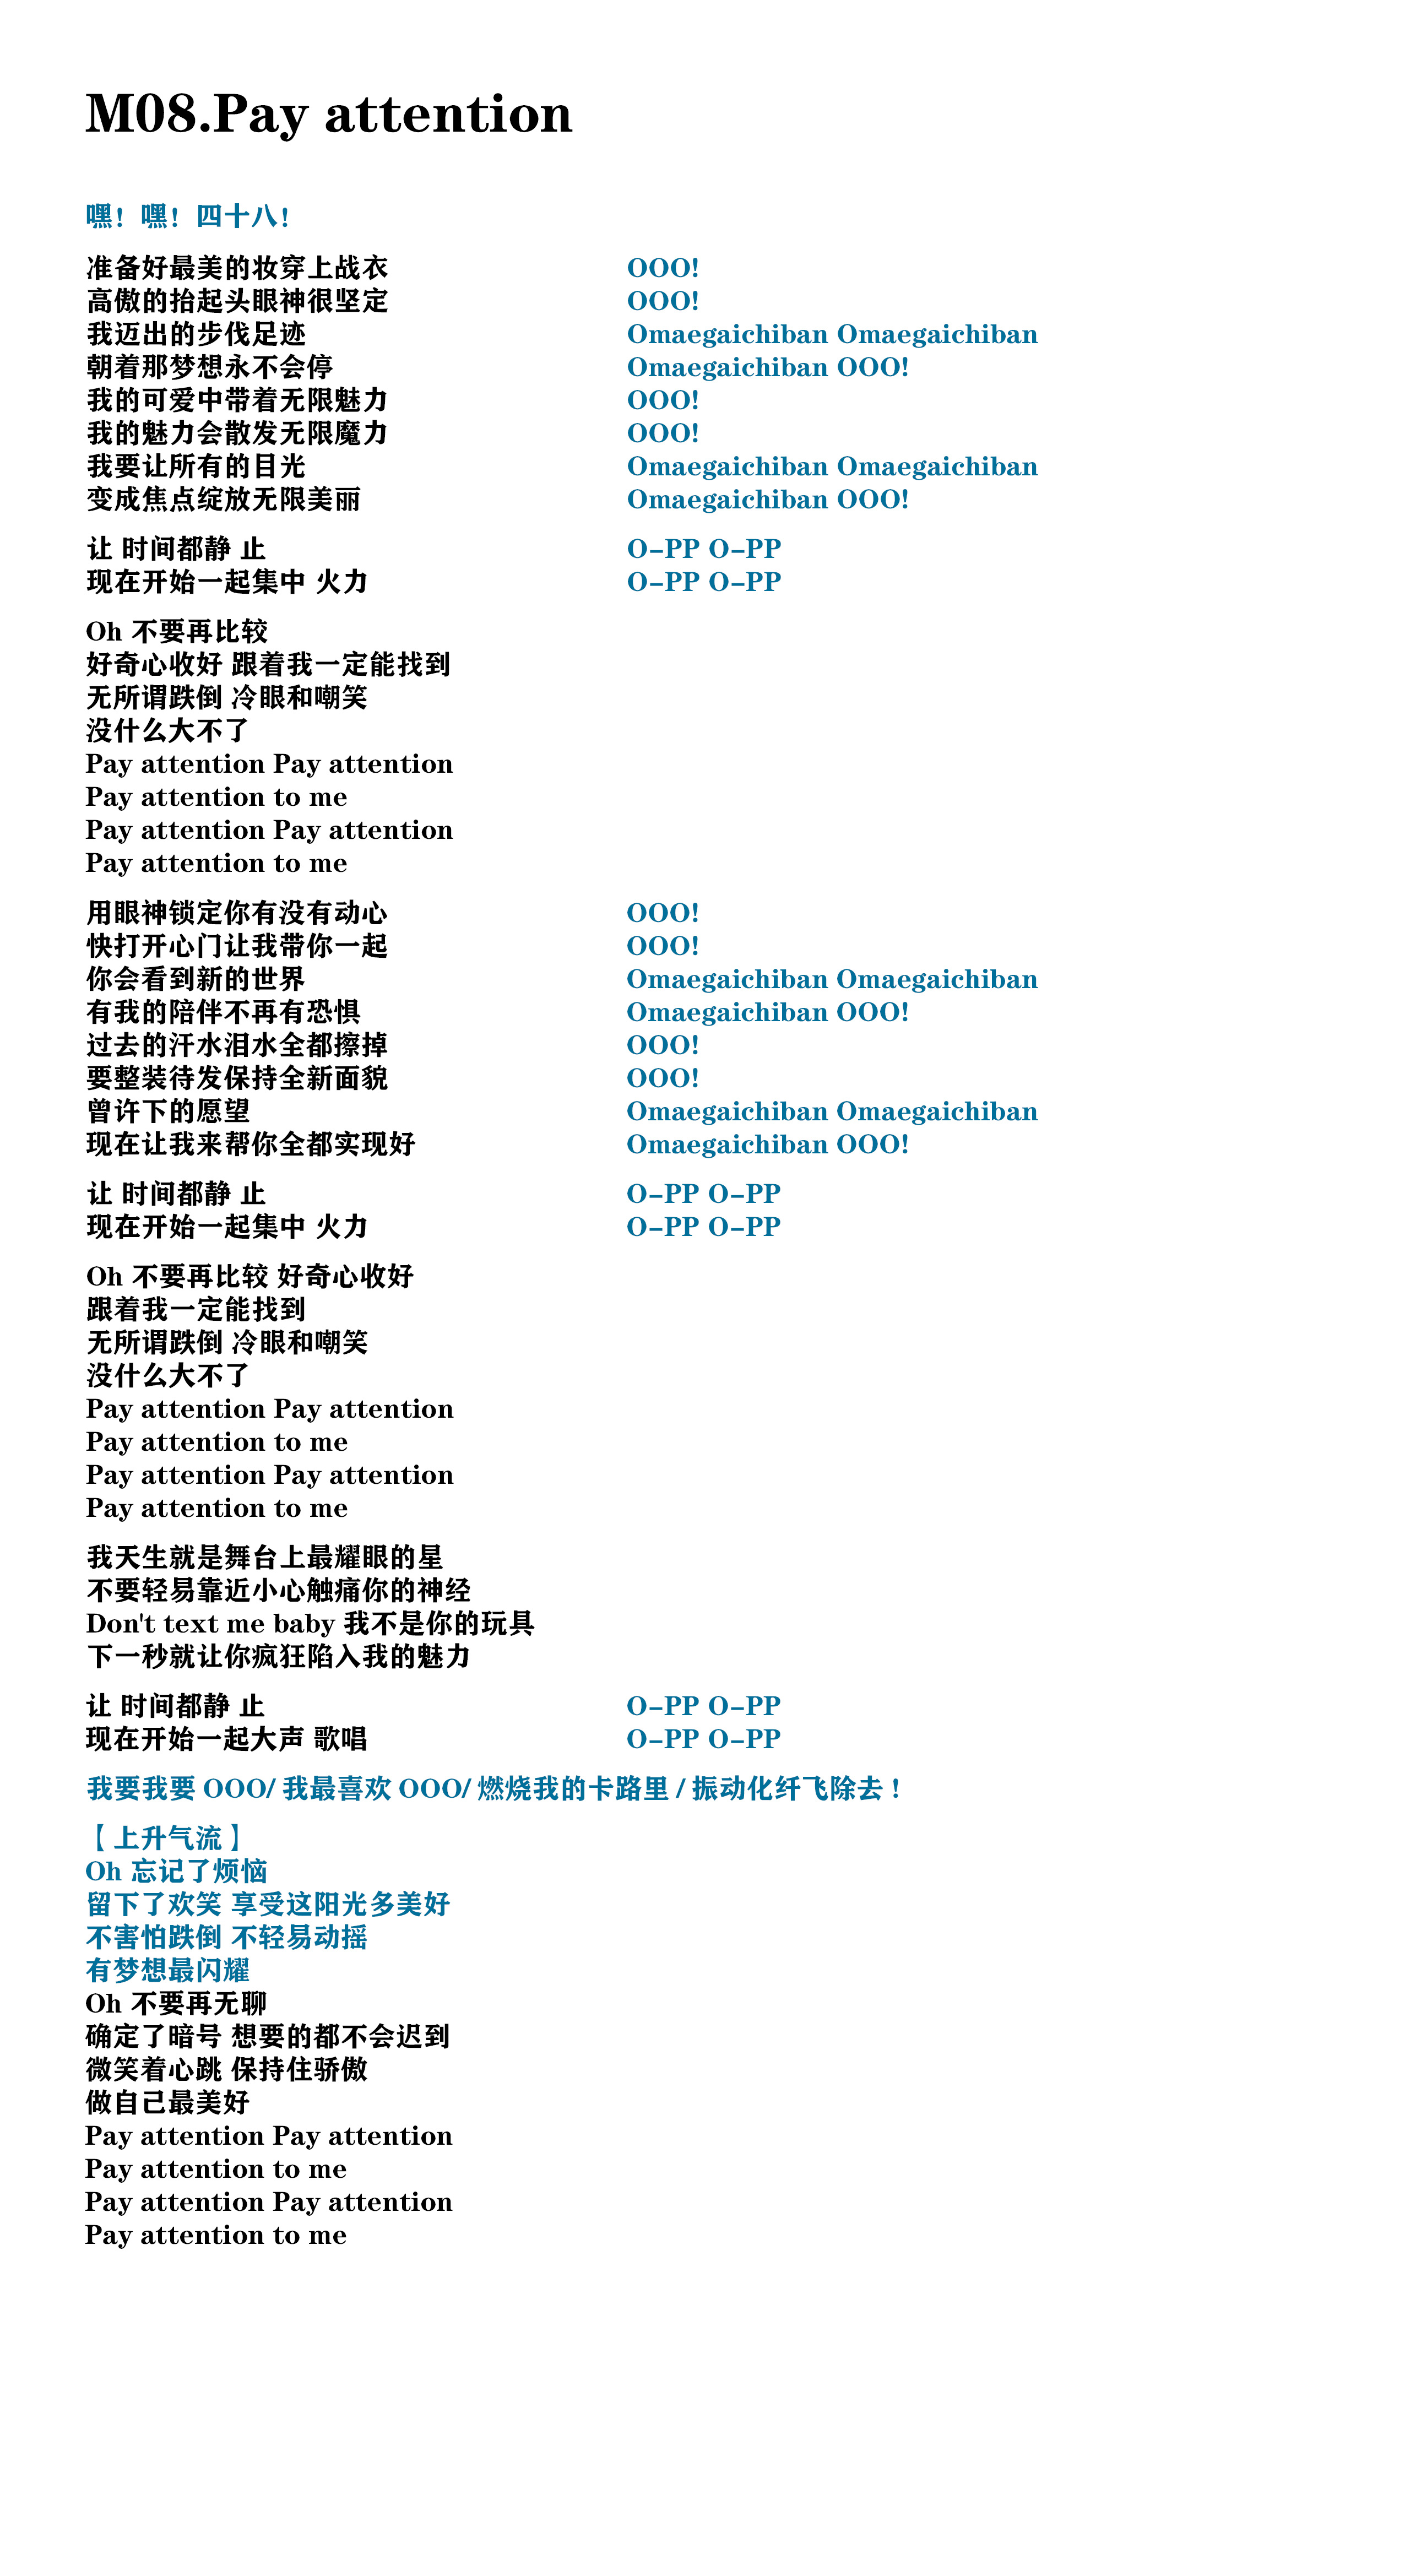 M08.Pay attention
嘿！嘿！四十八！
准备好最美的妆穿上战衣 OOO!
高傲的抬起头眼神很坚定 OOO!
我迈出的步伐足迹 Omaegaichiban Omaegaichiban
朝着那梦想永不会停 Omaegaichiban OOO!
我的可爱中带着无限魅力 OOO!
我的魅力会散发无限魔力 OOO!
我要让所有的目光 Omaegaichiban Omaegaichiban
变成焦点绽放无限美丽 Omaegaichiban OOO!
让 时间都静 止 O-PP O-PP
现在开始一起集中 火力 O-PP O-PP
Oh 不要再比较
好奇心收好 跟着我一定能找到
无所谓跌倒 冷眼和嘲笑
没什么大不了
Pay attention Pay attention
Pay attention to me
Pay attention Pay attention
Pay attention to me
用眼神锁定你有没有动心 OOO!
快打开心门让我带你一起 OOO!
你会看到新的世界 Omaegaichiban Omaegaichiban
有我的陪伴不再有恐惧 Omaegaichiban OOO!
过去的汗水泪水全都擦掉 OOO!
要整装待发保持全新面貌 OOO!
曾许下的愿望 Omaegaichiban Omaegaichiban
现在让我来帮你全都实现好 Omaegaichiban OOO!
让 时间都静 止 O-PP O-PP
现在开始一起集中 火力 O-PP O-PP
Oh 不要再比较 好奇心收好
跟着我一定能找到
无所谓跌倒 冷眼和嘲笑
没什么大不了
Pay attention Pay attention
Pay attention to me
Pay attention Pay attention
Pay attention to me
我天生就是舞台上最耀眼的星
不要轻易靠近小心触痛你的神经
Don't text me baby 我不是你的玩具
下一秒就让你疯狂陷入我的魅力
让 时间都静 止 O-PP O-PP
现在开始一起大声 歌唱 O-PP O-PP
我要我要 OOO/ 我最喜欢 OOO/ 燃烧我的卡路里 / 振动化纤飞除去 !
【 上升气流 】
Oh 忘记了烦恼
留下了欢笑 享受这阳光多美好
不害怕跌倒 不轻易动摇
有梦想最闪耀
Oh 不要再无聊
确定了暗号 想要的都不会迟到
微笑着心跳 保持住骄傲
做自己最美好
Pay attention Pay attention
Pay attention to me
Pay attention Pay attention
Pay attention to me